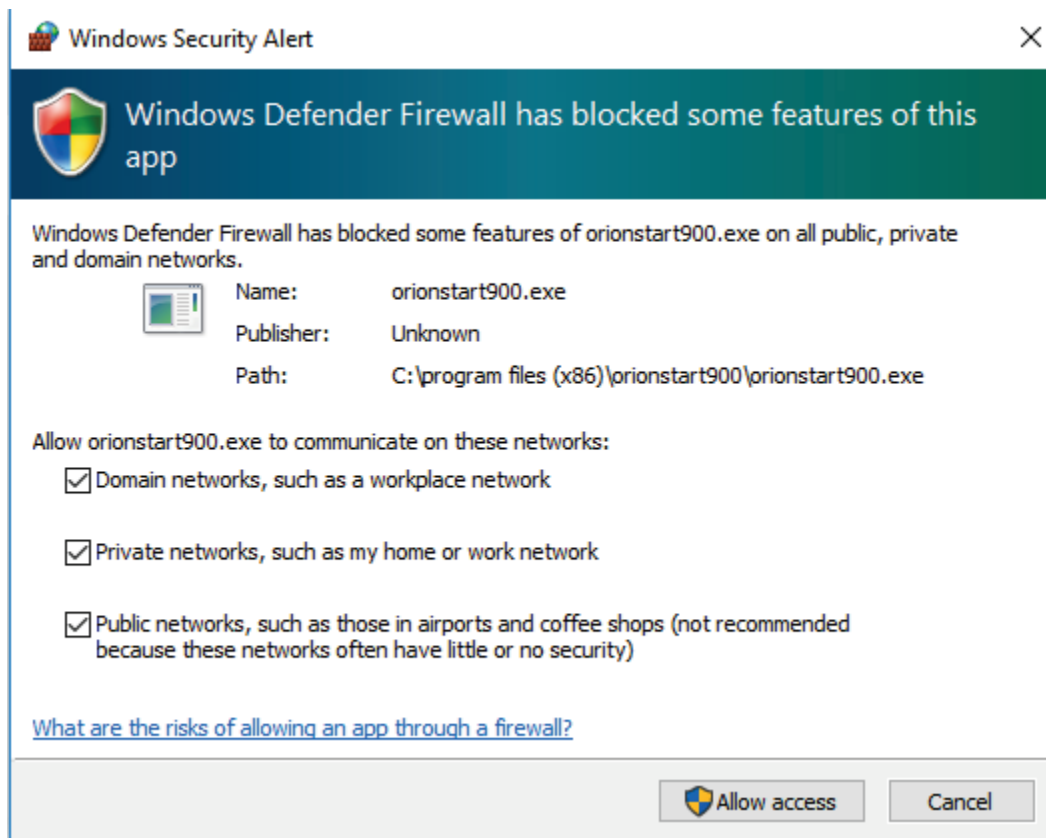 Windows Security Alert
Windows Defender Firewall has blocked some features of this
app
Windows Defender Firewall has blocked some features of orionstart900.exe on all public, private
and domain networks.
Name: orionstart900.exe
Publisher: Unknown
Path: C:\program files (x86)\orionstart900\orionstart900.exe
Allow orionstart900.exe to communicate on these networks:
Domain networks, such as a workplace network
Private networks, such as my home or work network
Public networks, such as those in airports and coffee shops (not recommended
because these networks often have little or no security)
What are the risks of allowing an app through a firewall?
Allow access Cancel